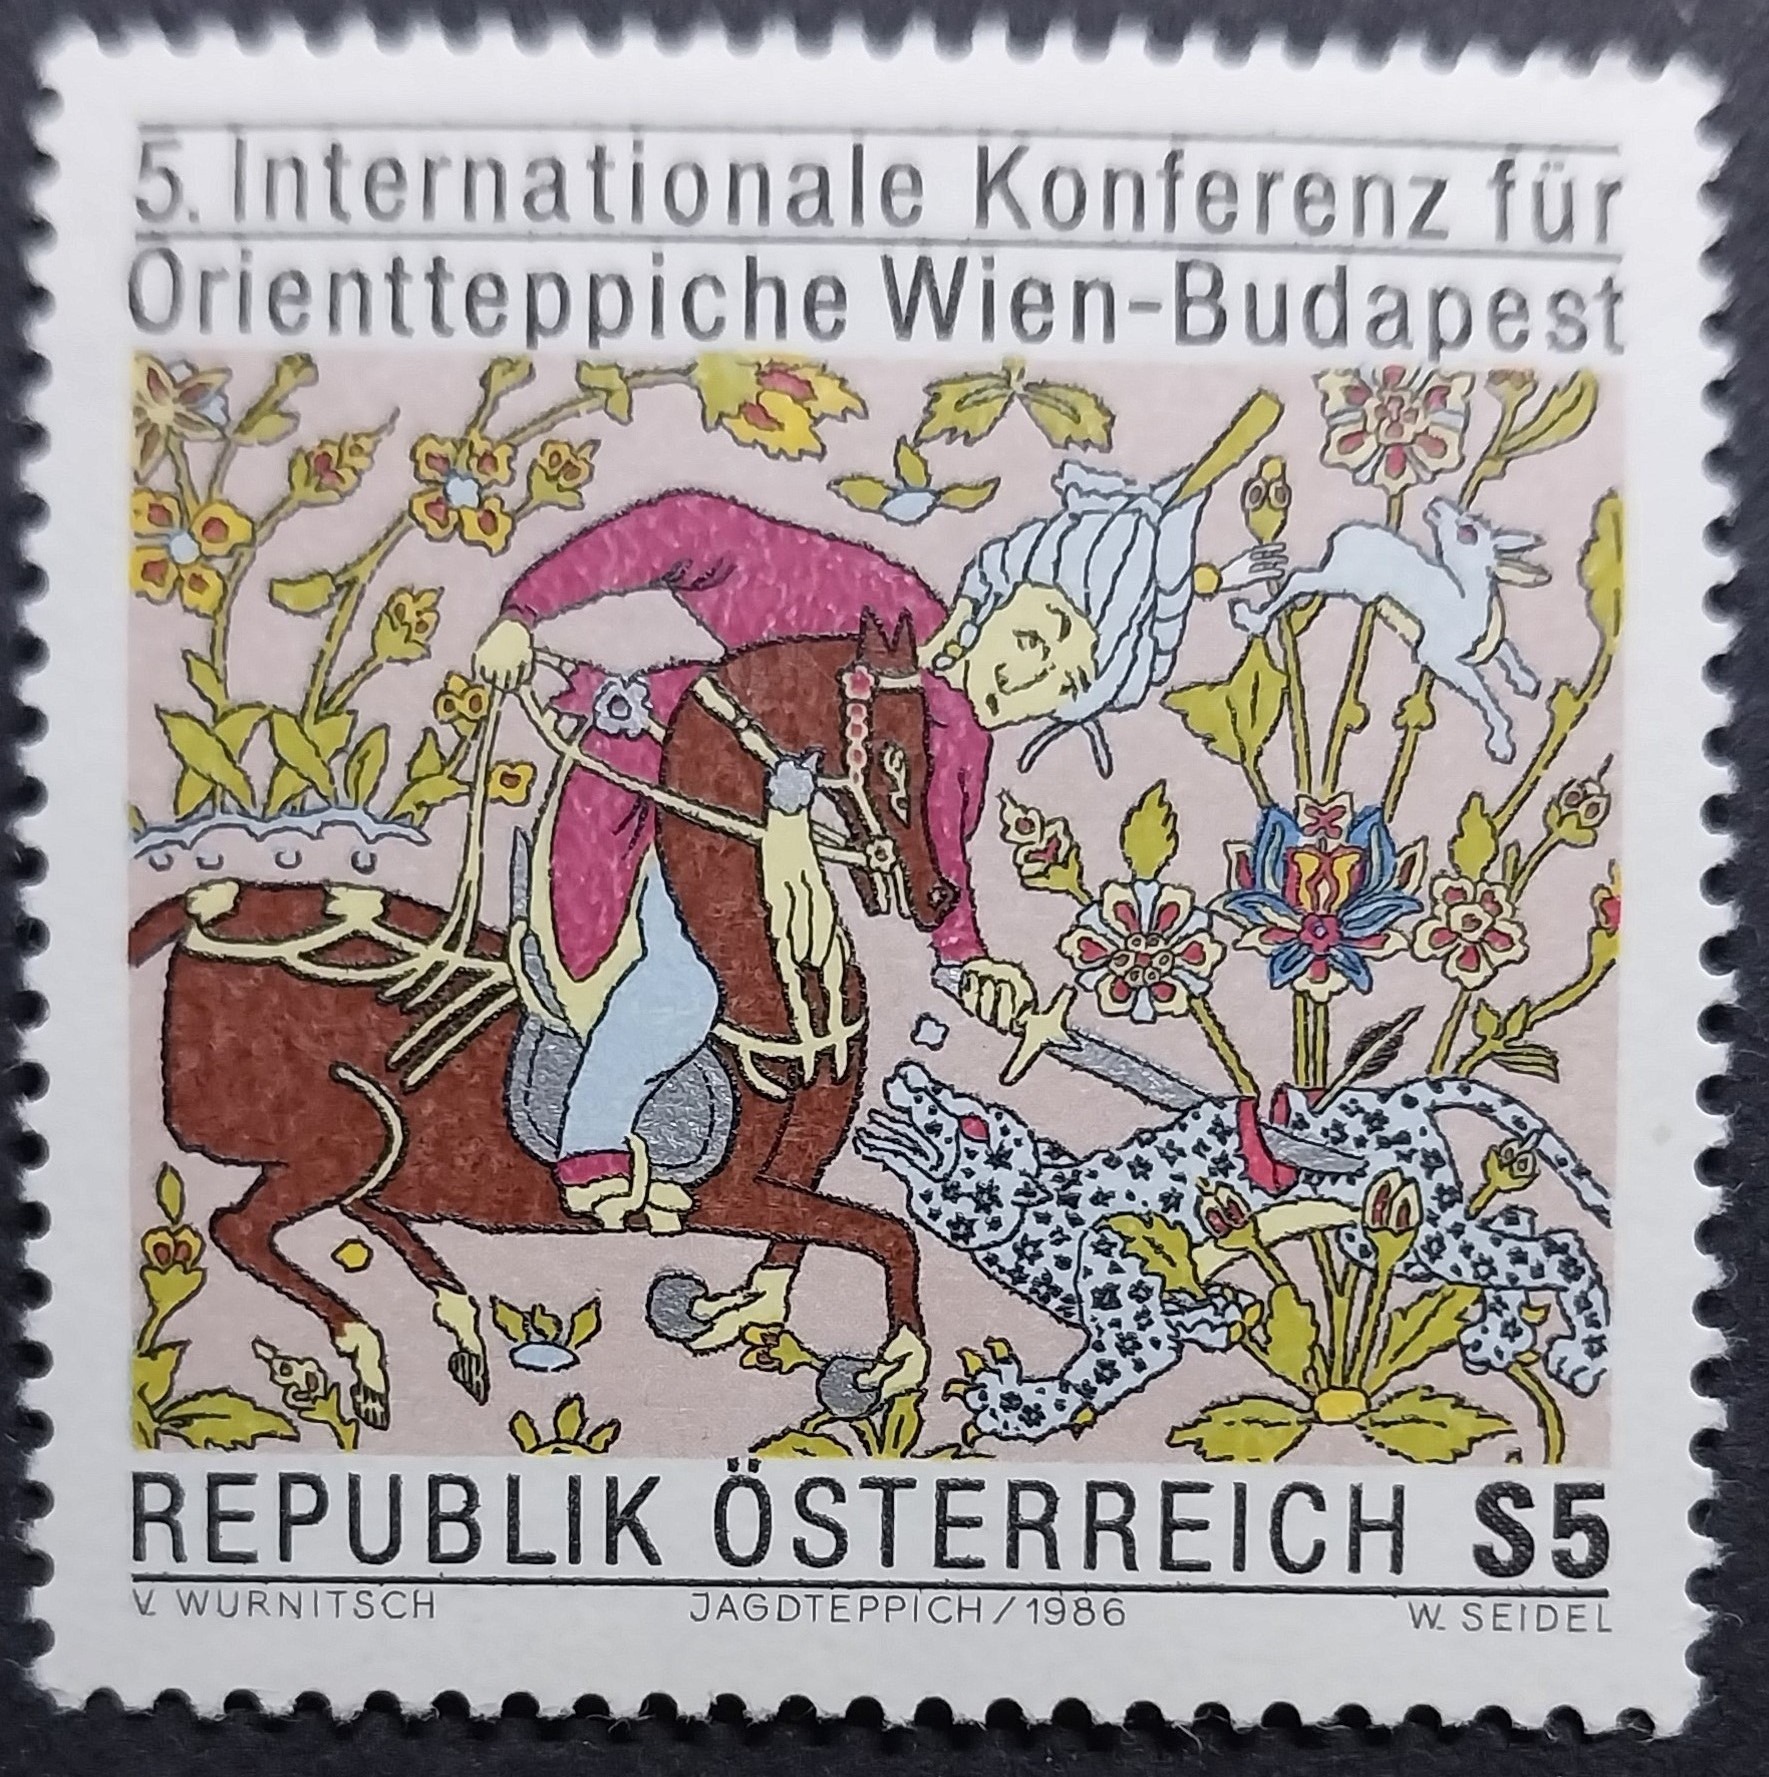 5. Internationale Konferenz für
Orientteppiche Wien-Budapest
REPUBLIK ÖSTERREICH S5
V. WURNITSCH JAGDTEPPICH/1986 W. SEIDEL